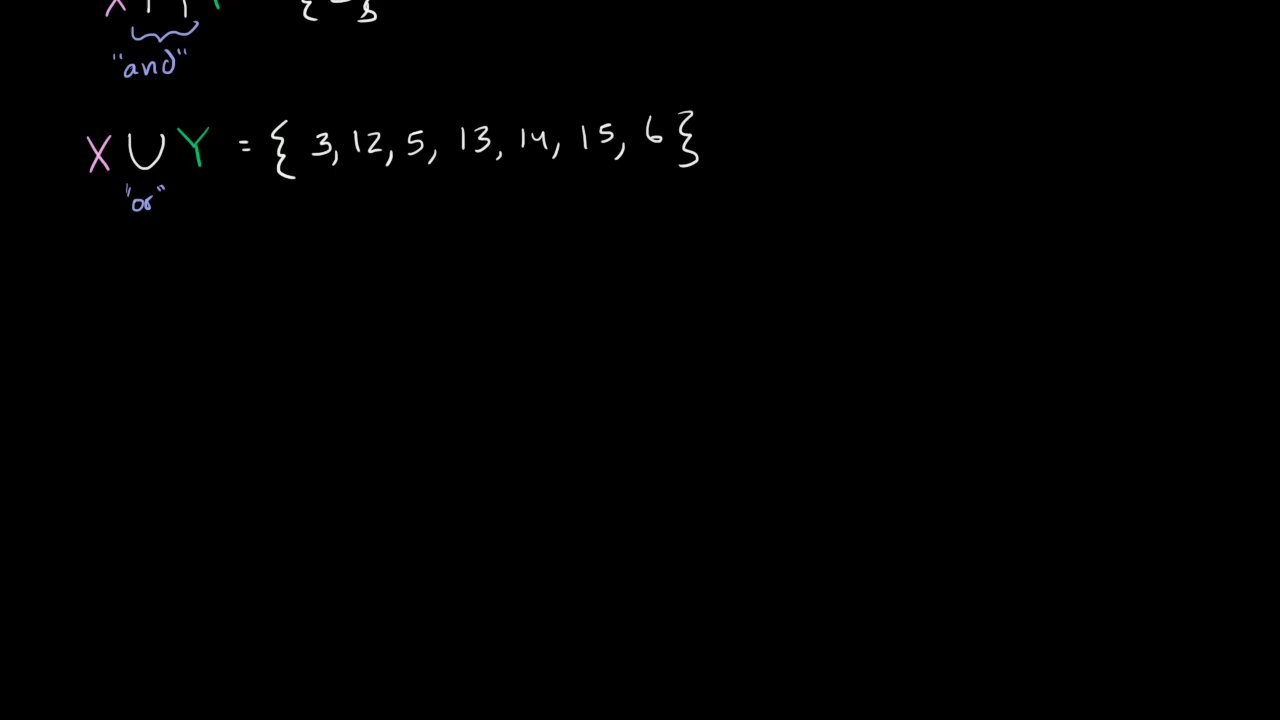 "and"
X ∪ Y = { 3, 12, 5, 13, 14, 15, 6 }
"or"